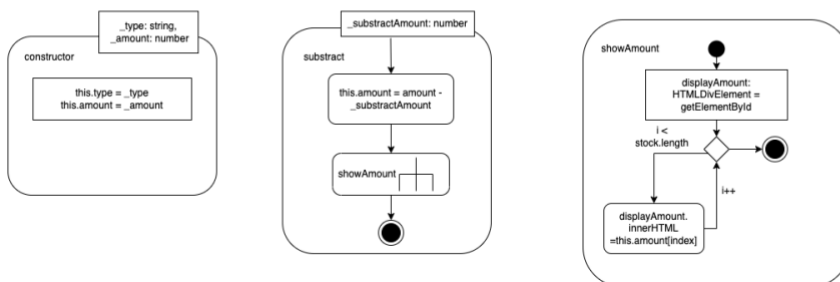 _type: string,
_amount: number
constructor
this.type = _type
this.amount = _amount
_substractAmount: number
substract
this.amount = amount -
_substractAmount
showAmount
showAmount
displayAmount:
HTMLDivElement =
getElementById
i <
stock.length
i++
displayAmount.
innerHTML
=this.amount[index]